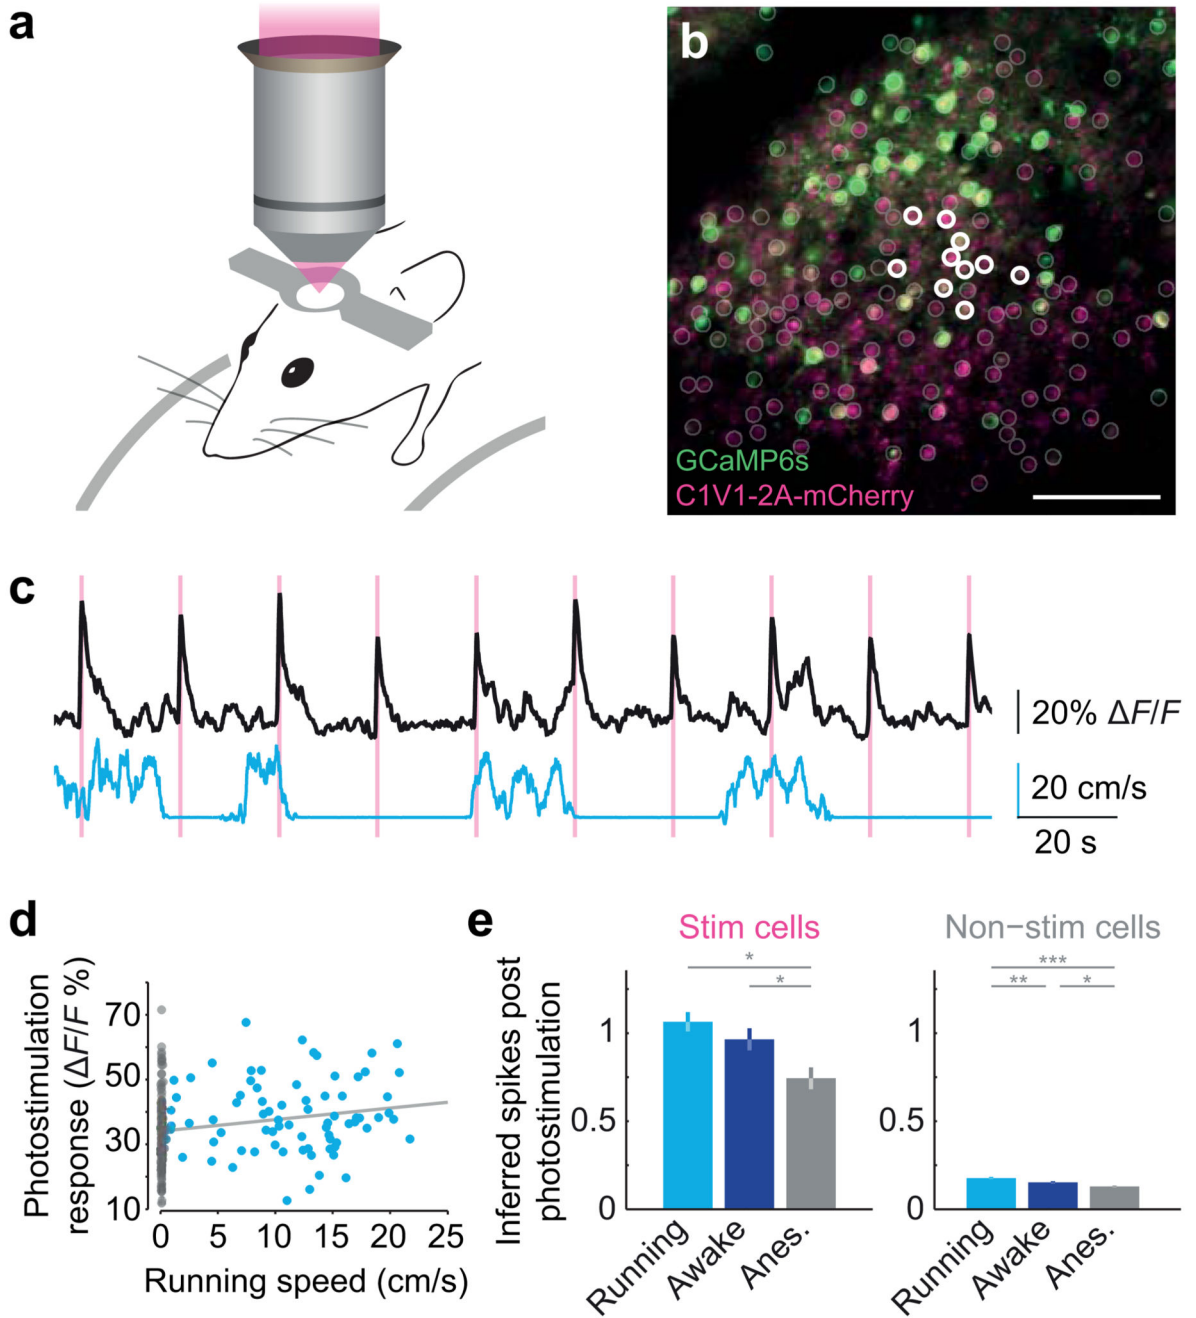 a
b
GCaMP6s
C1V1-2A-mCherry
c
20% ΔF/F
20 cm/s
20 s
d
Photostimulation
response (ΔF/F %)
70
50
30
10
0 5 10 15 20 25
Running speed (cm/s)
e
Inferred spikes post
photostimulation
Stim cells
*
*
1
0.5
0
Running
Awake
Anes.
Non−stim cells
***
** *
1
0.5
0
Running
Awake
Anes.